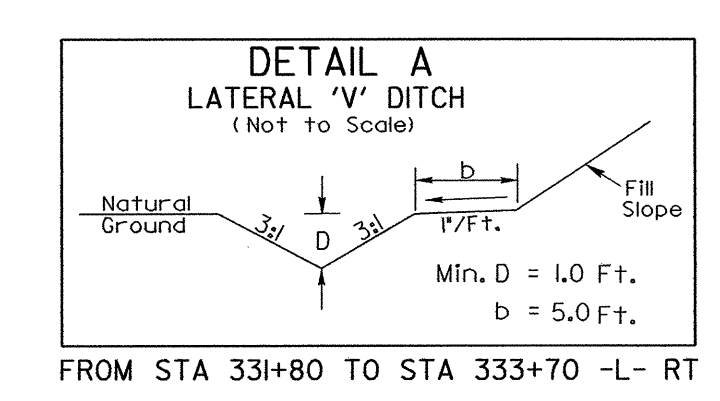 DETAIL A
LATERAL 'V' DITCH
(Not to Scale)
b
Natural
Ground
3:1
D
3:1
1"/Ft.
Fill
Slope
Min. D = 1.0 Ft.
b = 5.0 Ft.
FROM STA 331+80 TO STA 333+70 -L- RT